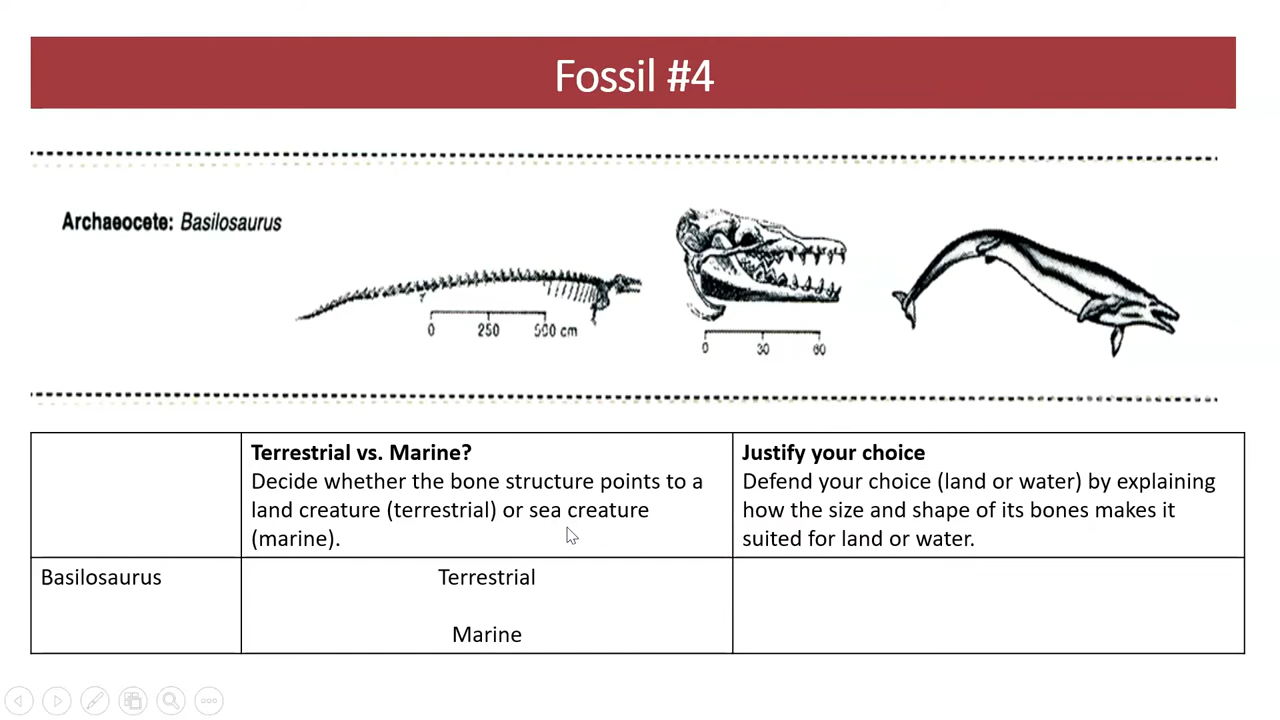 Fossil #4
Archaeocete: Basilosaurus
0 250 500 cm
0 30 60
Terrestrial vs. Marine?
Decide whether the bone structure points to a
land creature (terrestrial) or sea creature
(marine).
Justify your choice
Defend your choice (land or water) by explaining
how the size and shape of its bones makes it
suited for land or water.
Basilosaurus
Terrestrial
Marine